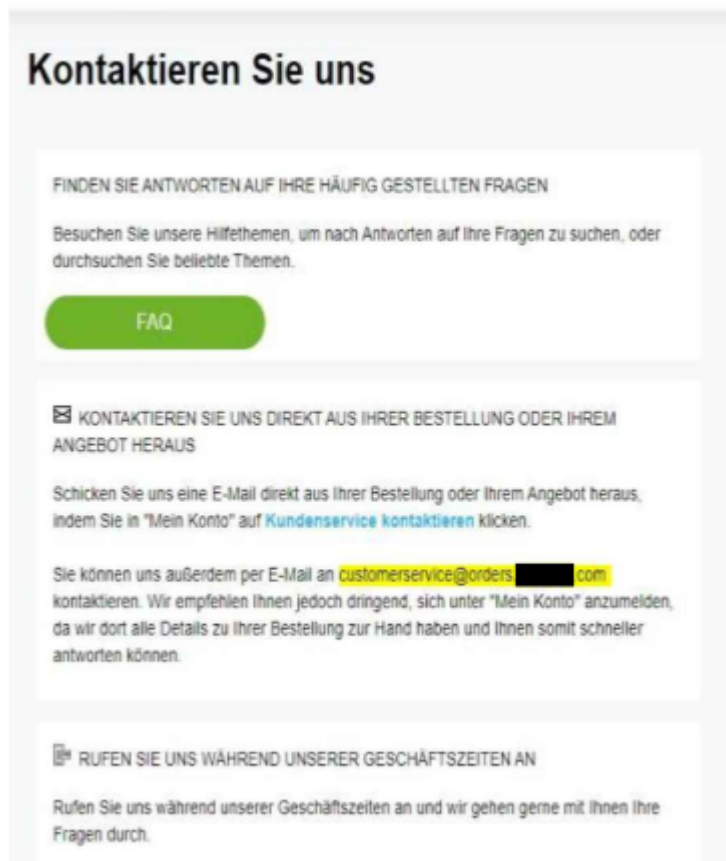 Kontaktieren Sie uns
FINDEN SIE ANTWORTEN AUF IHRE HÄUFIG GESTELLTEN FRAGEN
Besuchen Sie unsere Hilfethemen, um nach Antworten auf Ihre Fragen zu suchen, oder
durchsuchen Sie beliebte Themen.
FAQ
KONTAKTIEREN SIE UNS DIREKT AUS IHRER BESTELLUNG ODER IHREM
ANGEBOT HERAUS
Schicken Sie uns eine E-Mail direkt aus Ihrer Bestellung oder Ihrem Angebot heraus,
indem Sie in "Mein Konto" auf Kundenservice kontaktieren klicken.
Sie können uns außerdem per E-Mail an customerservice@orders. .com
kontaktieren. Wir empfehlen Ihnen jedoch dringend, sich unter "Mein Konto" anzumelden,
da wir dort alle Details zu Ihrer Bestellung zur Hand haben und Ihnen somit schneller
antworten können.
RUFEN SIE UNS WÄHREND UNSERER GESCHÄFTSZEITEN AN
Rufen Sie uns während unserer Geschäftszeiten an und wir gehen gerne mit Ihnen Ihre
Fragen durch.